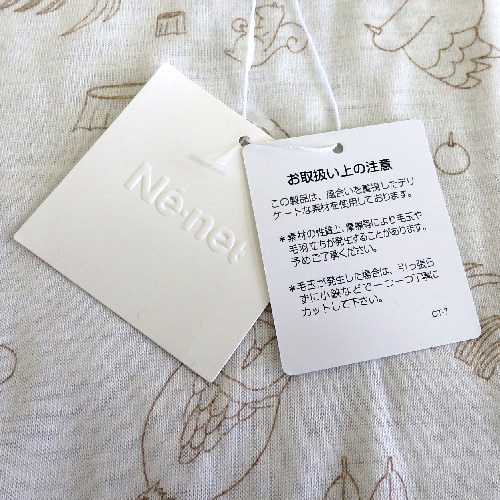 Né-net
お取扱い上の注意
この製品は、風合いを重視してデリ
ケートな素材を使用しております。
＊素材の性質上、摩擦等により毛玉や
毛羽立ちが発生することがあります。
予めご了承ください。
＊毛玉が発生した場合は、引っ張ら
ずに小鋏などで一つ一つ丁寧に
カットして下さい。
CT-7